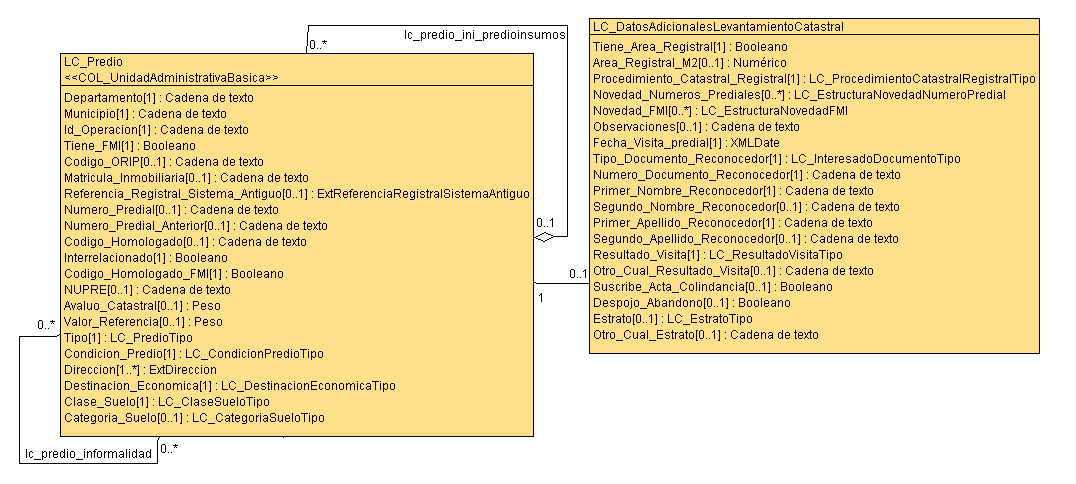 lc_predio_ini_predioinsumos
0..*
LC_Predio
<<COL_UnidadAdministrativaBasica>>
Departamento[1] : Cadena de texto
Municipio[1] : Cadena de texto
Id_Operacion[1] : Cadena de texto
Tiene_FMI[1] : Booleano
Codigo_ORIP[0..1] : Cadena de texto
Matricula_Inmobiliaria[0..1] : Cadena de texto
Referencia_Registral_Sistema_Antiguo[0..1] : ExtReferenciaRegistralSistemaAntiguo
Numero_Predial[0..1] : Cadena de texto
Numero_Predial_Anterior[0..1] : Cadena de texto
Codigo_Homologado[0..1] : Cadena de texto
Interrelacionado[1] : Booleano
Codigo_Homologado_FMI[1] : Booleano
NUPRE[0..1] : Cadena de texto
Avaluo_Catastral[0..1] : Peso
Valor_Referencia[0..1] : Peso
Tipo[1] : LC_PredioTipo
Condicion_Predio[1] : LC_CondicionPredioTipo
Direccion[1..*] : ExtDireccion
Destinacion_Economica[1] : LC_DestinacionEconomicaTipo
Clase_Suelo[1] : LC_ClaseSueloTipo
Categoria_Suelo[0..1] : LC_CategoriaSueloTipo
0..1
0..1
1
0..*
lc_predio_informalidad
0..*
LC_DatosAdicionalesLevantamientoCatastral
Tiene_Area_Registral[1] : Booleano
Area_Registral_M2[0..1] : Numérico
Procedimiento_Catastral_Registral[1] : LC_ProcedimientoCatastralRegistralTipo
Novedad_Numeros_Prediales[0..*] : LC_EstructuraNovedadNumeroPredial
Novedad_FMI[0..*] : LC_EstructuraNovedadFMI
Observaciones[0..1] : Cadena de texto
Fecha_Visita_predial[1] : XMLDate
Tipo_Documento_Reconocedor[1] : LC_InteresadoDocumentoTipo
Numero_Documento_Reconocedor[1] : Cadena de texto
Primer_Nombre_Reconocedor[1] : Cadena de texto
Segundo_Nombre_Reconocedor[0..1] : Cadena de texto
Primer_Apellido_Reconocedor[1] : Cadena de texto
Segundo_Apellido_Reconocedor[0..1] : Cadena de texto
Resultado_Visita[1] : LC_ResultadoVisitaTipo
Otro_Cual_Resultado_Visita[0..1] : Cadena de texto
Suscribe_Acta_Colindancia[0..1] : Booleano
Despojo_Abandono[0..1] : Booleano
Estrato[0..1] : LC_EstratoTipo
Otro_Cual_Estrato[0..1] : Cadena de texto